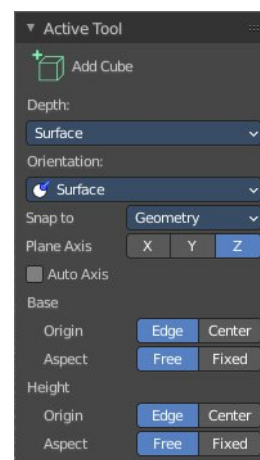 Active Tool
Add Cube
Depth:
Surface
Orientation:
Surface
Snap to Geometry
Plane Axis X Y Z
Auto Axis
Base
Origin Edge Center
Aspect Free Fixed
Height
Origin Edge Center
Aspect Free Fixed